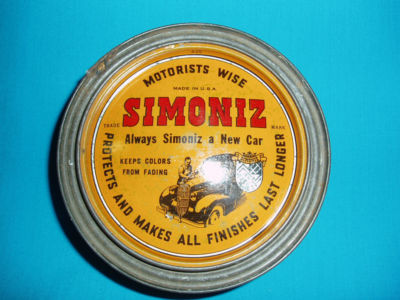 MOTORISTS WISE
MADE IN U.S.A.
SIMONIZ
TRADE MARK
Always Simoniz a New Car
KEEPS COLORS
FROM FADING
PROTECTS AND MAKES ALL FINISHES LAST LONGER